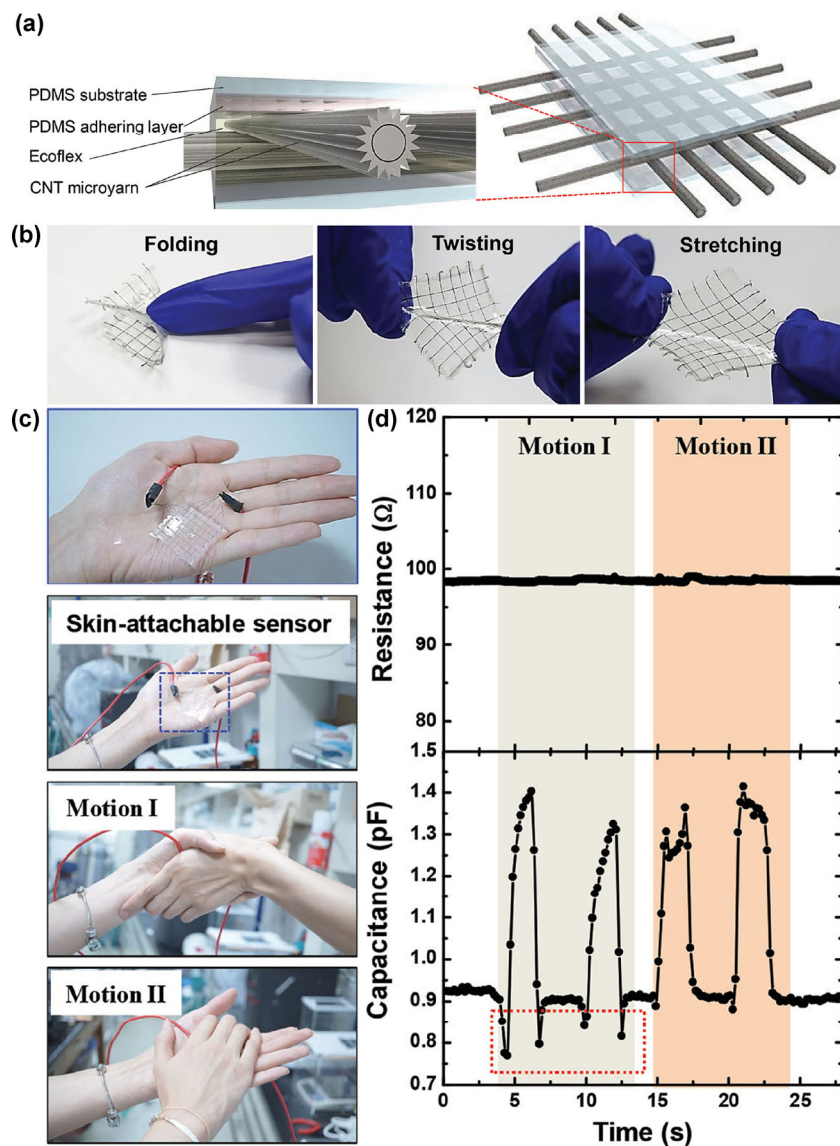 (a)
PDMS substrate
PDMS adhering layer
Ecoflex
CNT microyarn
(b)
Folding
Twisting
Stretching
(c)
Skin-attachable sensor
Motion I
Motion II
(d)
Motion I
Motion II
120
110
100
90
80
Resistance (Ω)
1.5
1.4
1.3
1.2
1.1
1.0
0.9
0.8
0.7
Capacitance (pF)
5 10 15 20 25
Time (s)